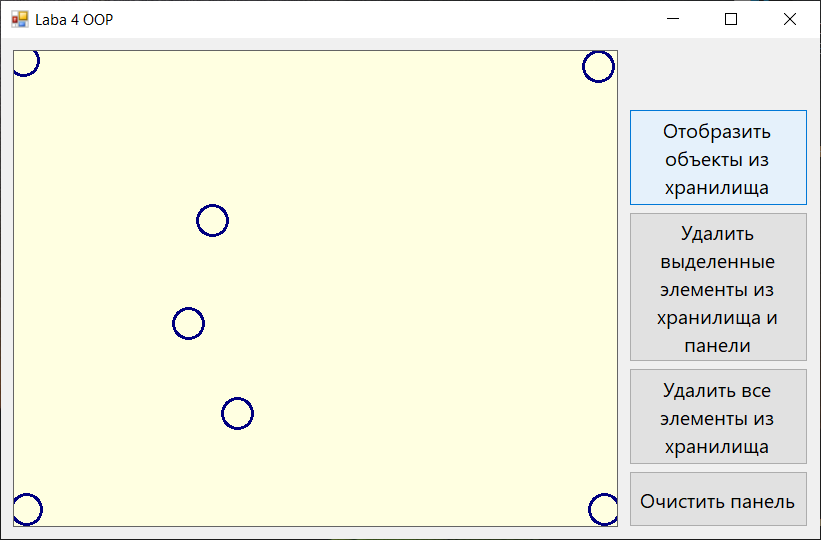 Laba 4 OOP
Отобразить
объекты из
хранилища
Удалить
выделенные
элементы из
хранилища и
панели
Удалить все
элементы из
хранилища
Очистить панель